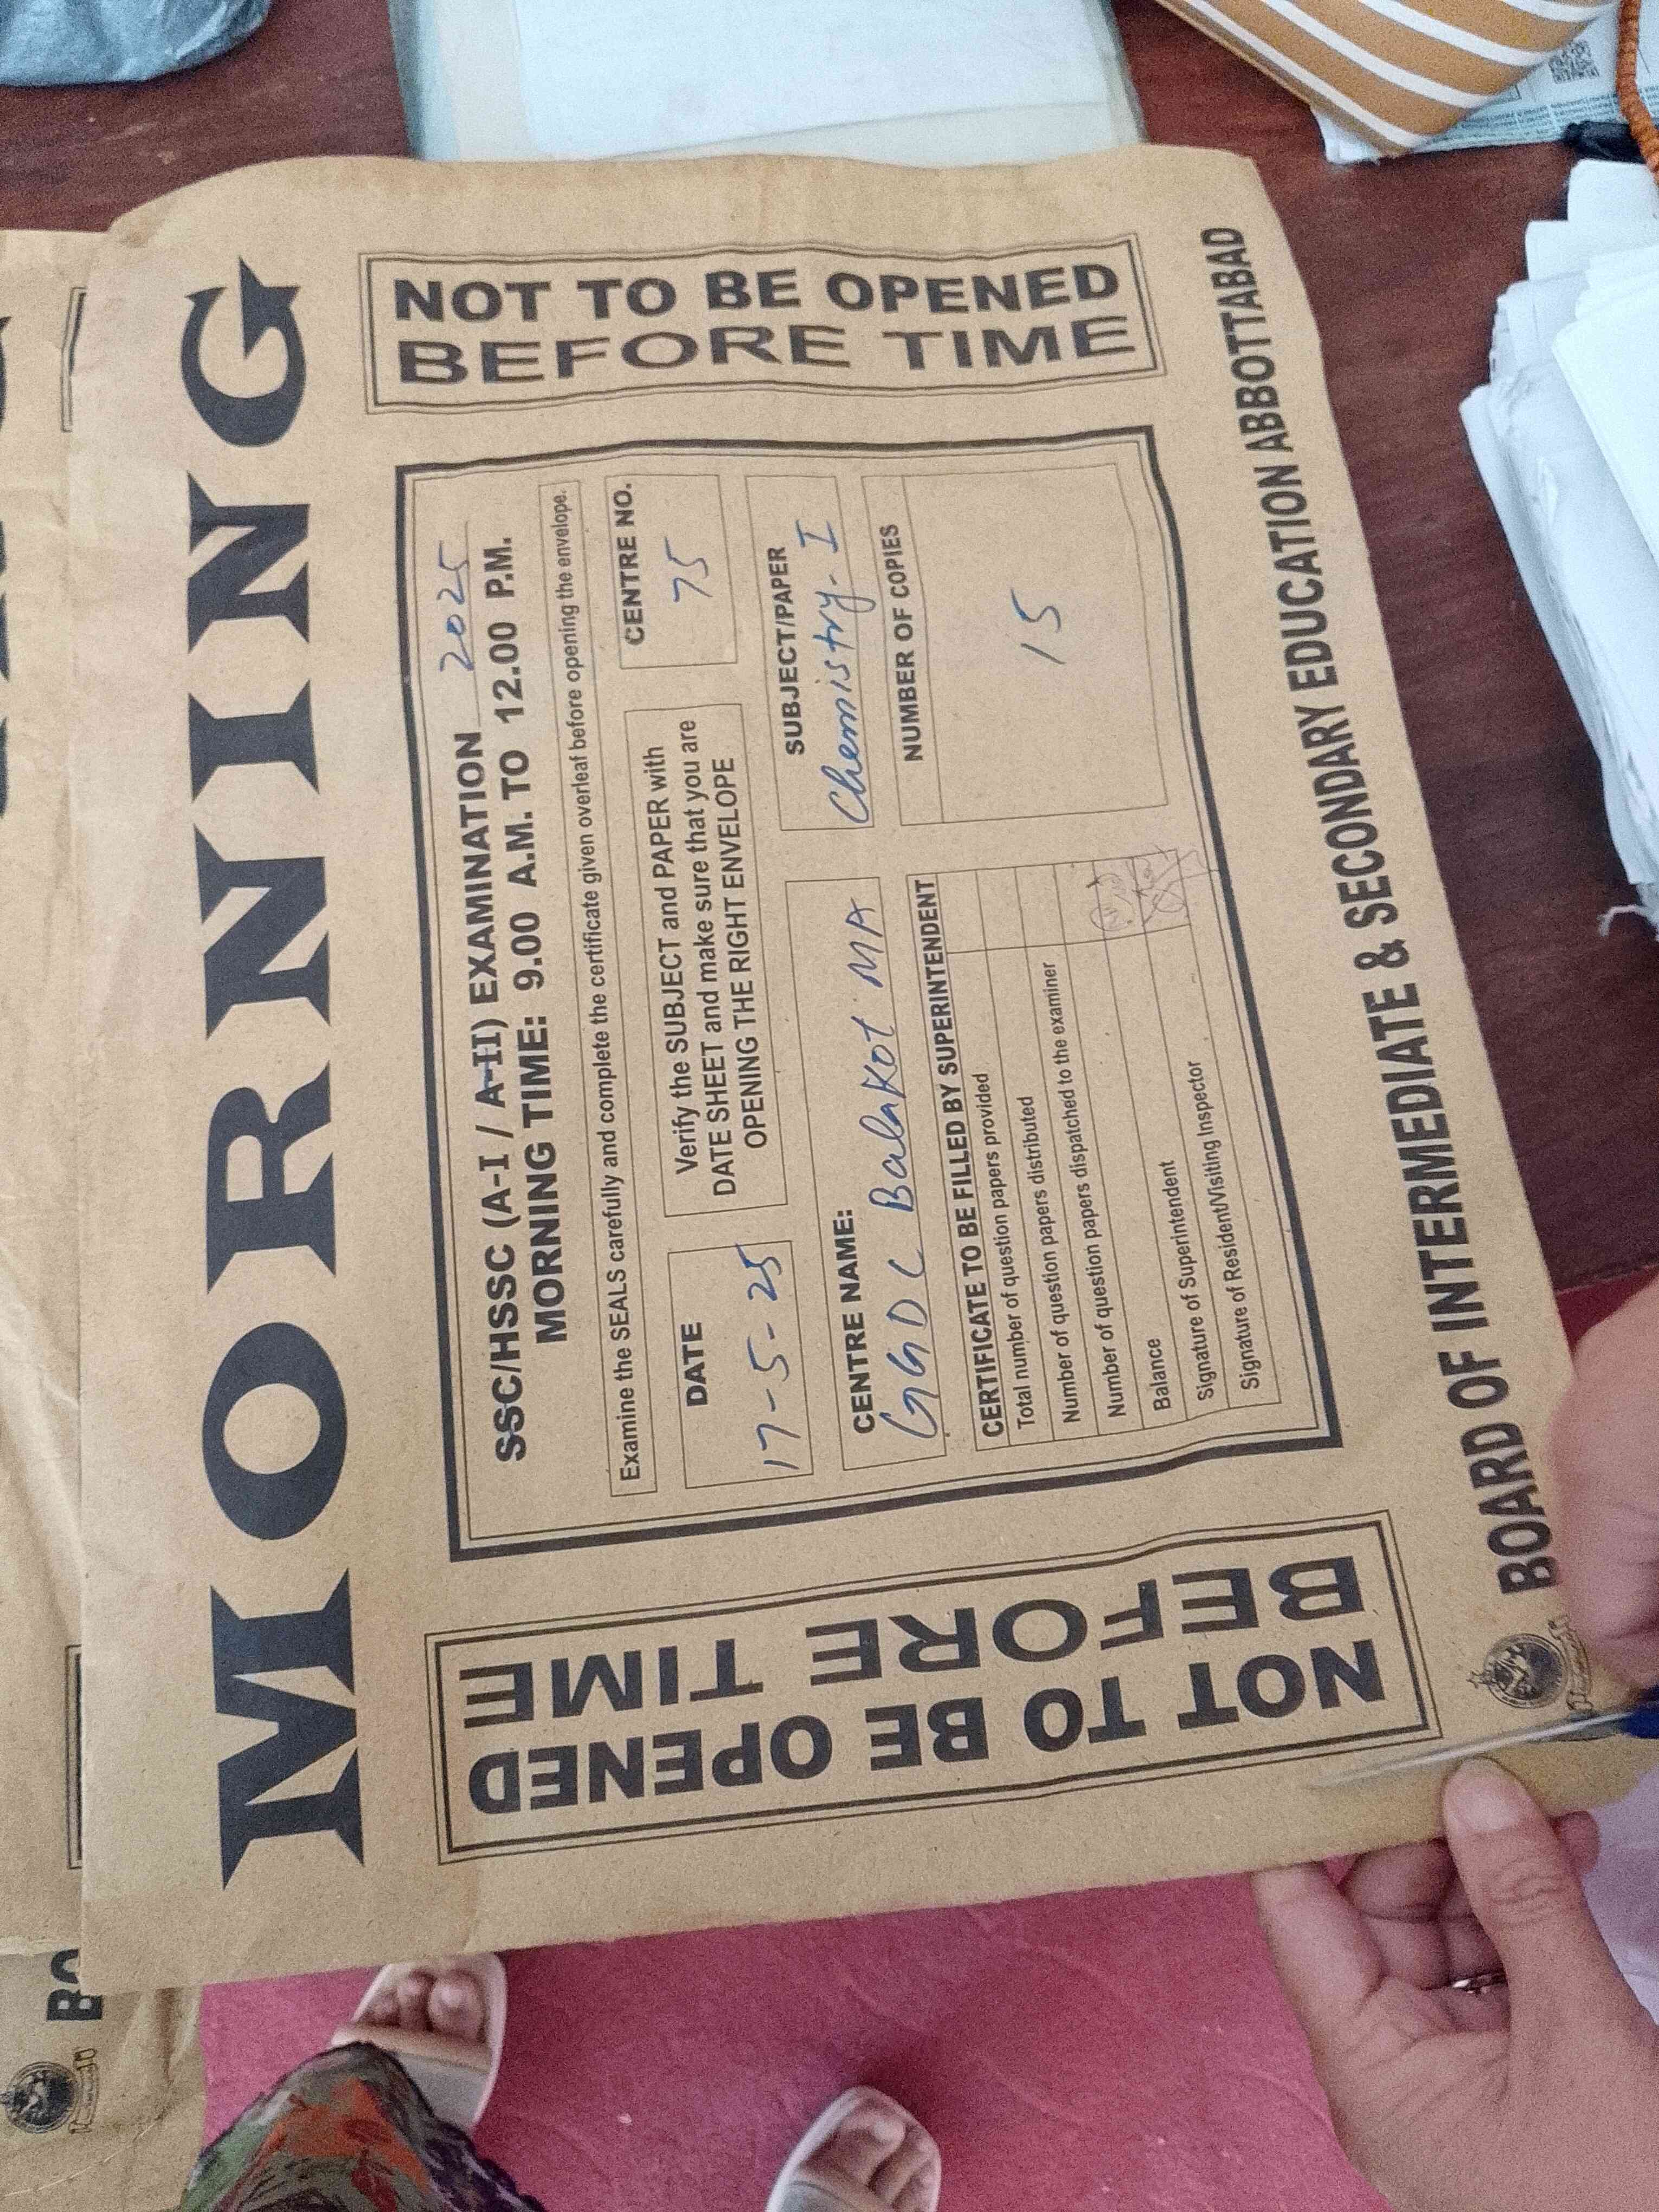 MORNING
NOT TO BE OPENED
BEFORE TIME
SSC/HSSC (A-I / A-II) EXAMINATION 2025
MORNING TIME: 9.00 A.M. TO 12.00 P.M.
Examine the SEALS carefully and complete the certificate given overleaf before opening the envelope.
DATE
17-5-25
Verify the SUBJECT and PAPER with
DATE SHEET and make sure that you are
OPENING THE RIGHT ENVELOPE
CENTRE NO.
75
CENTRE NAME:
GGDC Balakot MA
SUBJECT/PAPER
Chemistry-I
CERTIFICATE TO BE FILLED BY SUPERINTENDENT
Total number of question papers provided
Number of question papers distributed
Number of question papers dispatched to the examiner
Balance
Signature of Superintendent
Signature of Resident/Visiting Inspector
NUMBER OF COPIES
15
NOT TO BE OPENED
BEFORE TIME
BOARD OF INTERMEDIATE & SECONDARY EDUCATION ABBOTTABAD